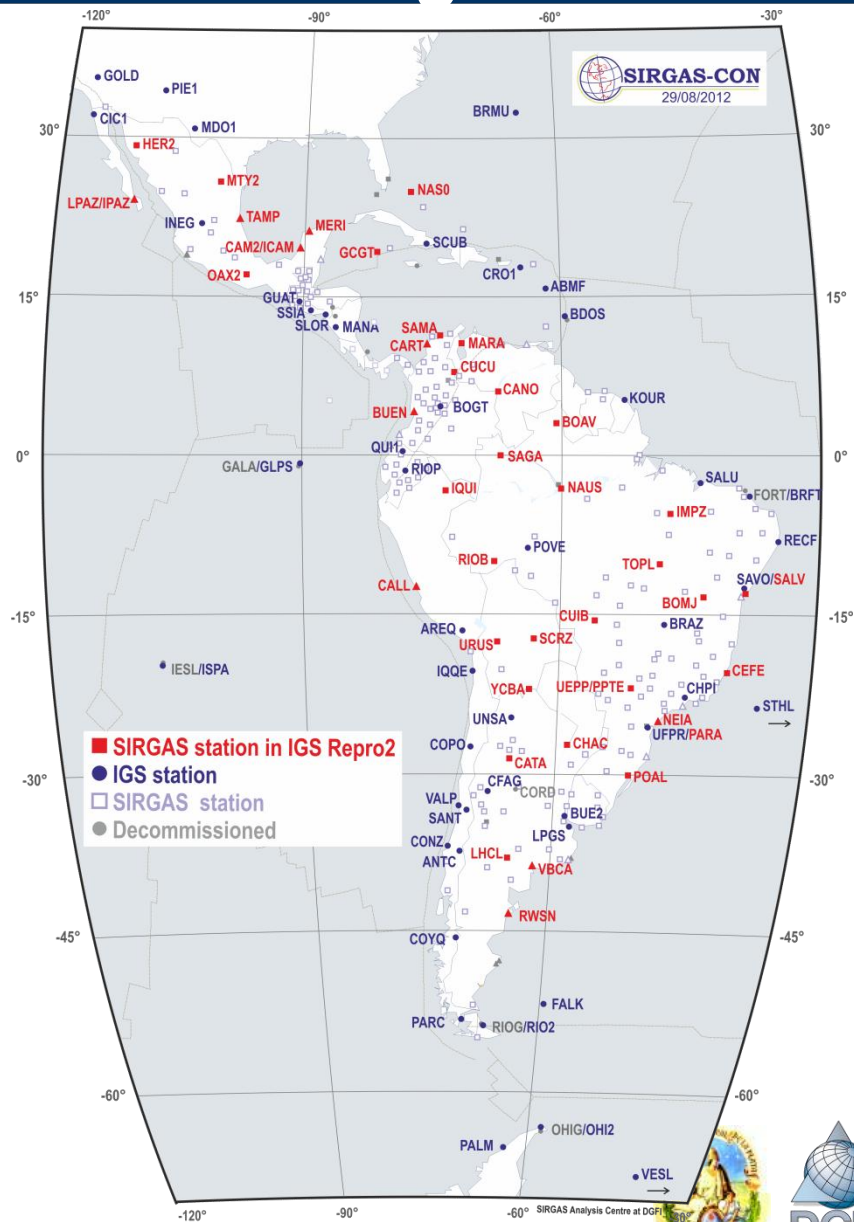 -120°
-90°
-60°
-30°
GOLD
PIE1
SIRGAS-CON
29/08/2012
CIC1
MDO1
BRMU
30°
30°
HER2
MTY2
NAS0
LPAZ/IPAZ
TAMP
MERI
INEG
SCUB
CAM2/ICAM
GCGT
CRO1
OAX2
ABMF
15°
15°
GUAT
SSIA
SLOR
MANA
BDOS
SAMA
CART
MARA
CUCU
CANO
KOUR
BUEN
BOGT
BOAV
QUI1
0°
0°
SAGA
GALA/GLPS
RIOP
SALU
IQUI
NAUS
FORT/BRFT
IMPZ
RECF
POVE
RIOB
TOPL
SAVO/SALV
CALL
BOMJ
-15°
-15°
CUIB
AREQ
BRAZ
URUS
SCRZ
IESL/ISPA
IQQE
CEFE
YCBA
UEPP/PPTE
CHPI
STHL
UNSA
NEIA
UFPR/PARA
SIRGAS station in IGS Repro2
COPO
CHAC
IGS station
CATA
-30°
POAL
SIRGAS station
CFAG
CORD
VALP
BUE2
Decommissioned
SANT
LPGS
CONZ
LHCL
ANTC
VBCA
RWSN
-45°
COYQ
-45°
FALK
PARC
RIOG/RIO2
-60°
-60°
OHIG/OHI2
PALM
VESL
SIRGAS Analysis Centre at DGFI
-120°
-90°
-60°